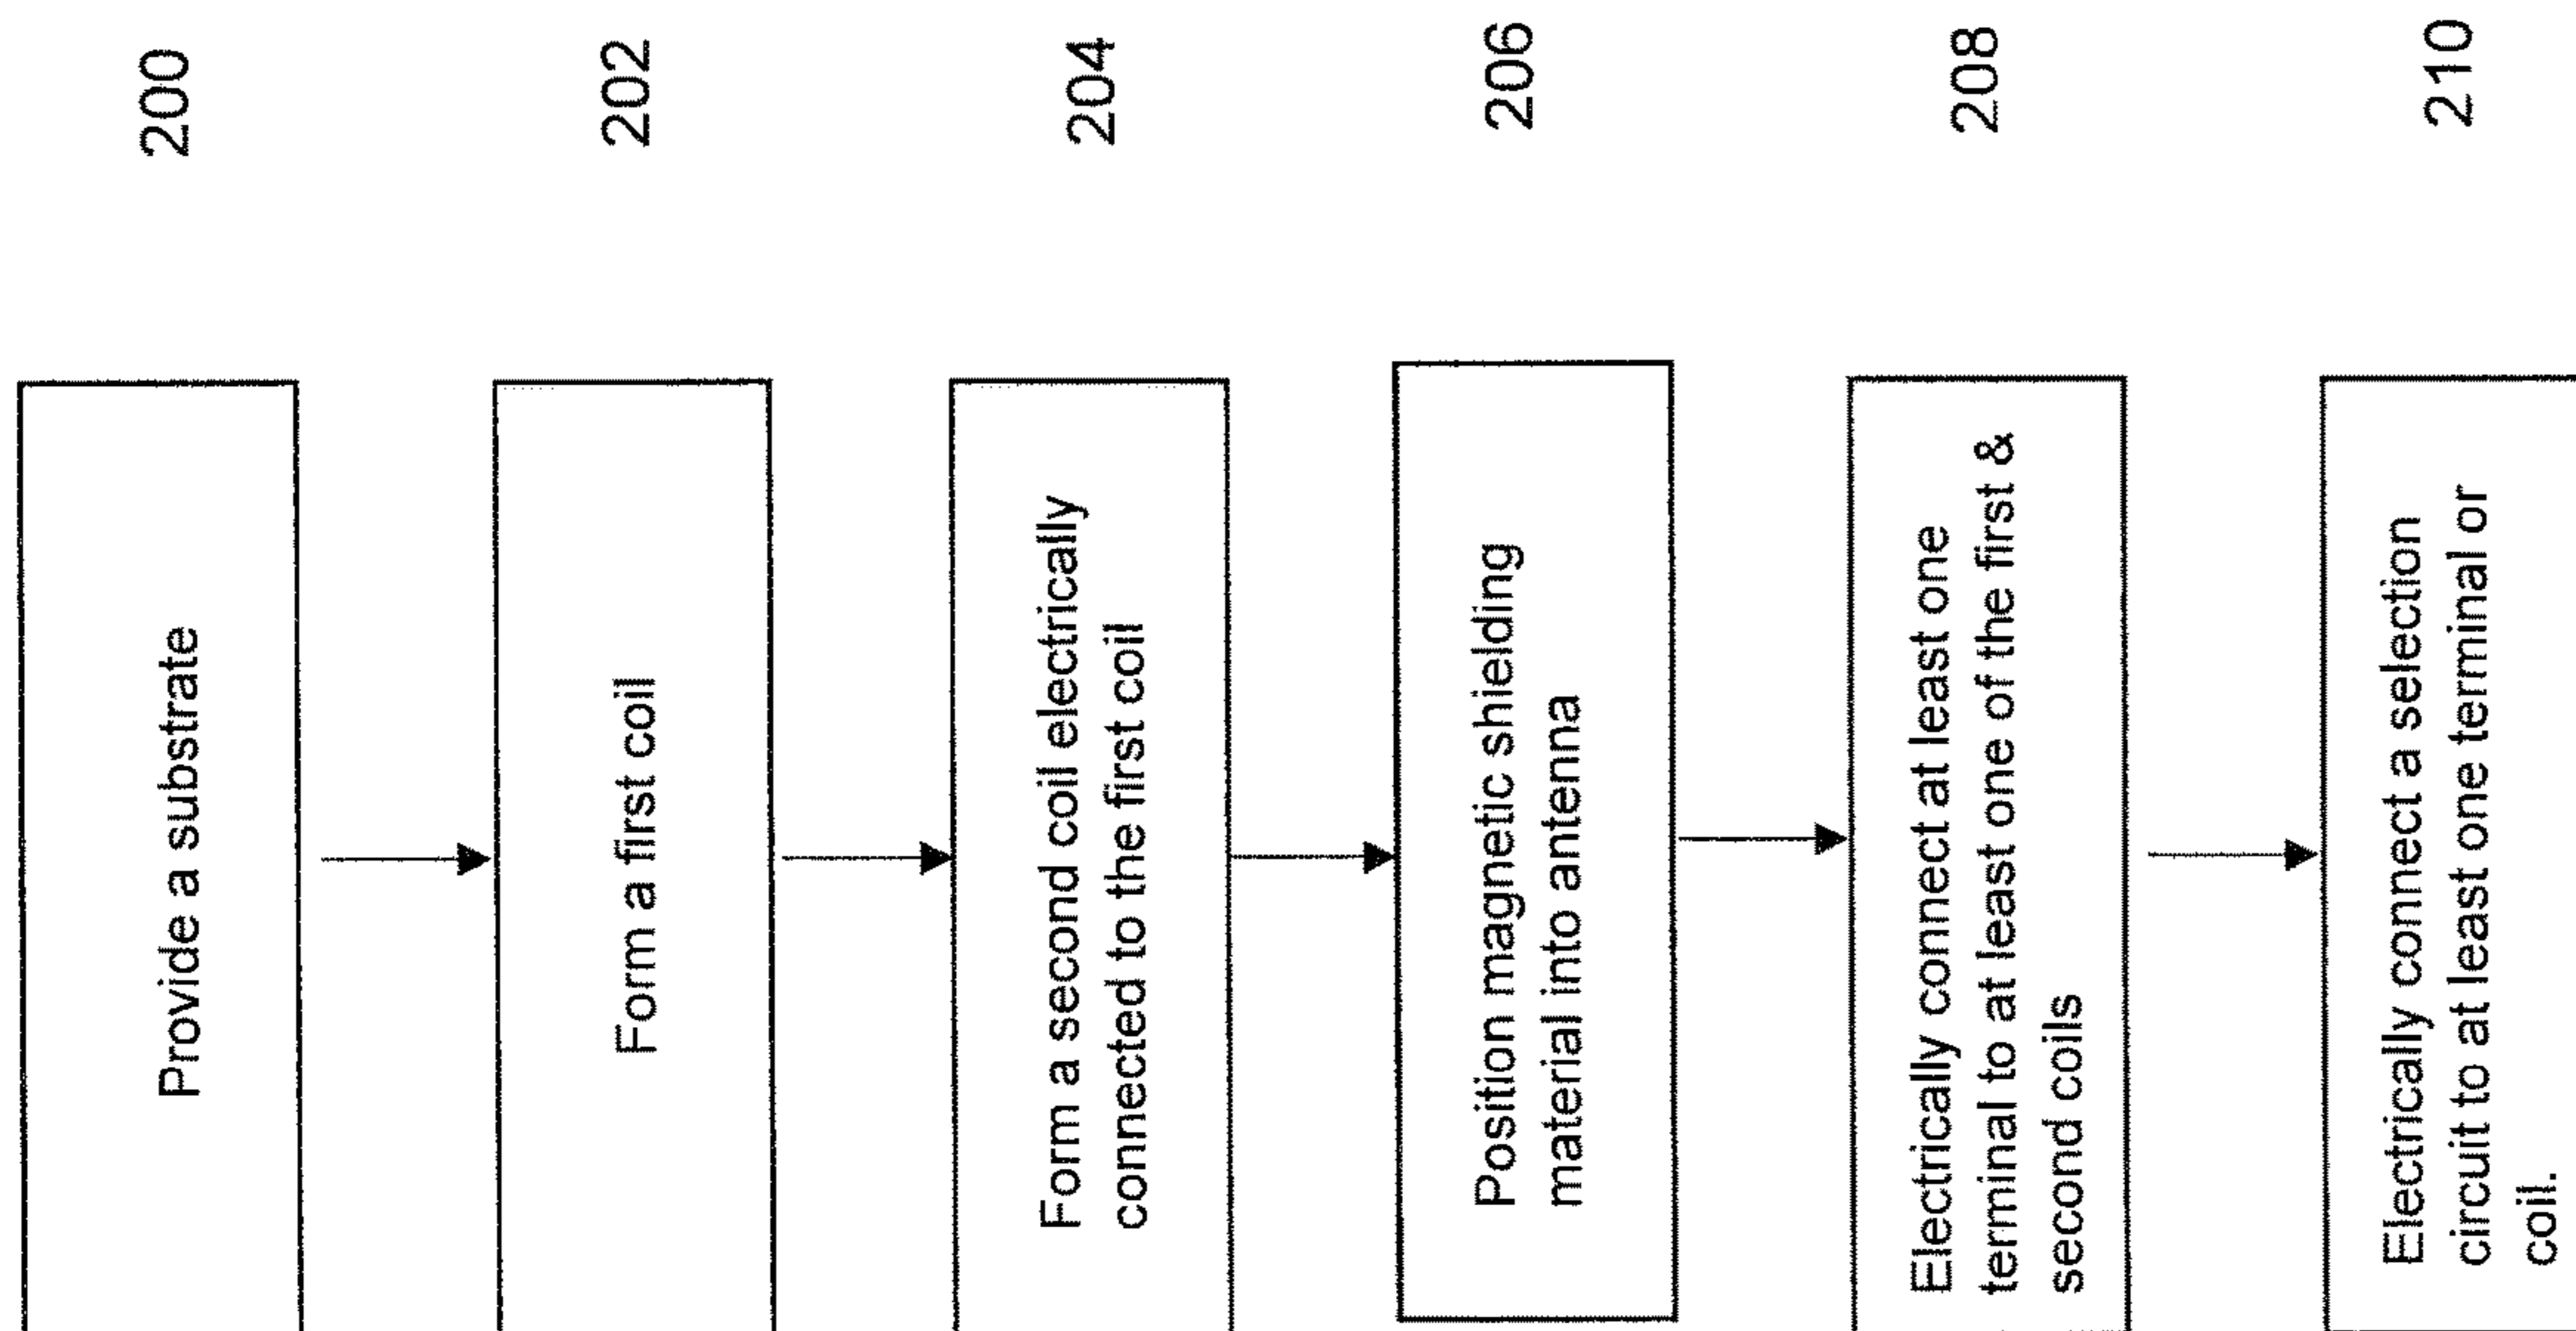 Provide a substrate
200
Form a first coil
202
Form a second coil electrically
connected to the first coil
204
Position magnetic shielding
material into antenna
206
Electrically connect at least one
terminal to at least one of the first &
second coils
208
Electrically connect a selection
circuit to at least one terminal or
coil.
210